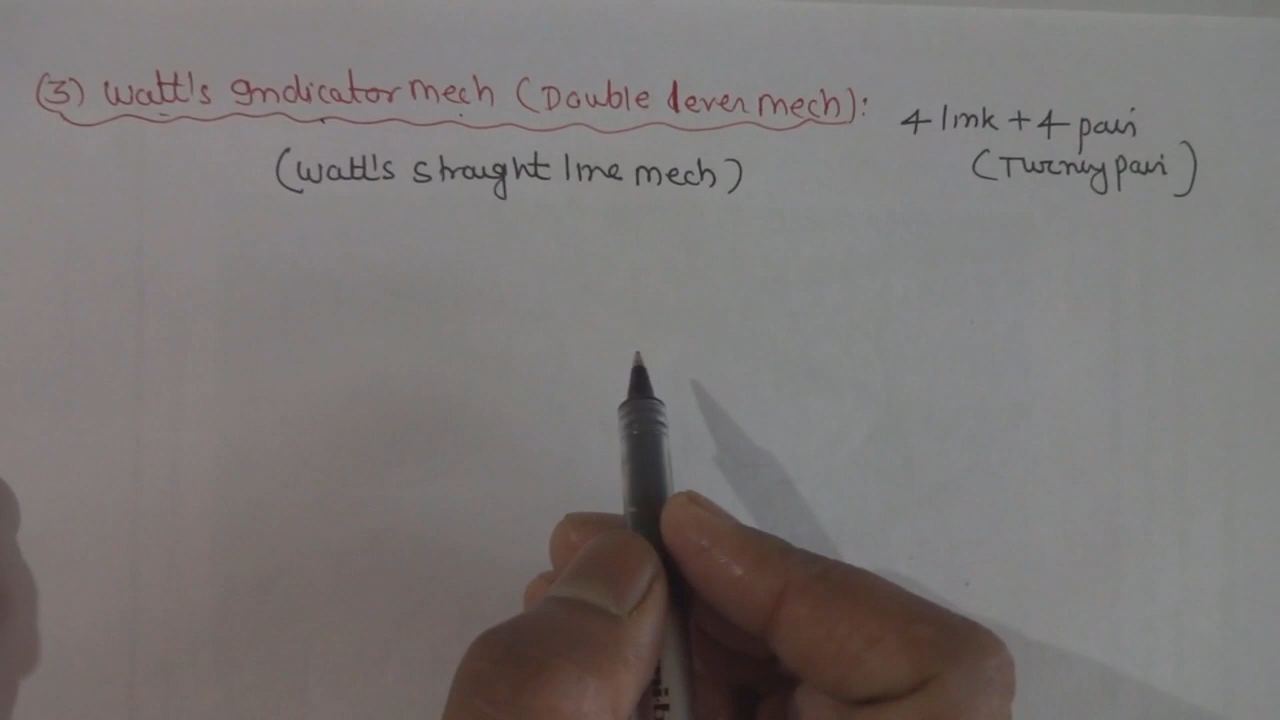 (3) Watt's Indicator mech (Double lever mech):
4 link + 4 pair
(Watt's straight line mech)
(Turning pair)